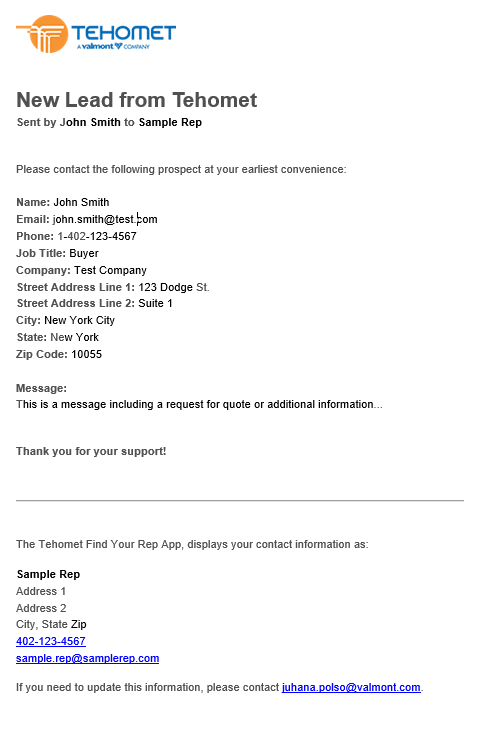 TEHOMET
A valmont COMPANY
New Lead from Tehomet
Sent by John Smith to Sample Rep
Please contact the following prospect at your earliest convenience:
Name: John Smith
Email: john.smith@test.com
Phone: 1-402-123-4567
Job Title: Buyer
Company: Test Company
Street Address Line 1: 123 Dodge St.
Street Address Line 2: Suite 1
City: New York City
State: New York
Zip Code: 10055
Message:
This is a message including a request for quote or additional information...
Thank you for your support!
The Tehomet Find Your Rep App, displays your contact information as:
Sample Rep
Address 1
Address 2
City, State Zip
402-123-4567
sample.rep@samplerep.com
If you need to update this information, please contact juhana.polso@valmont.com.